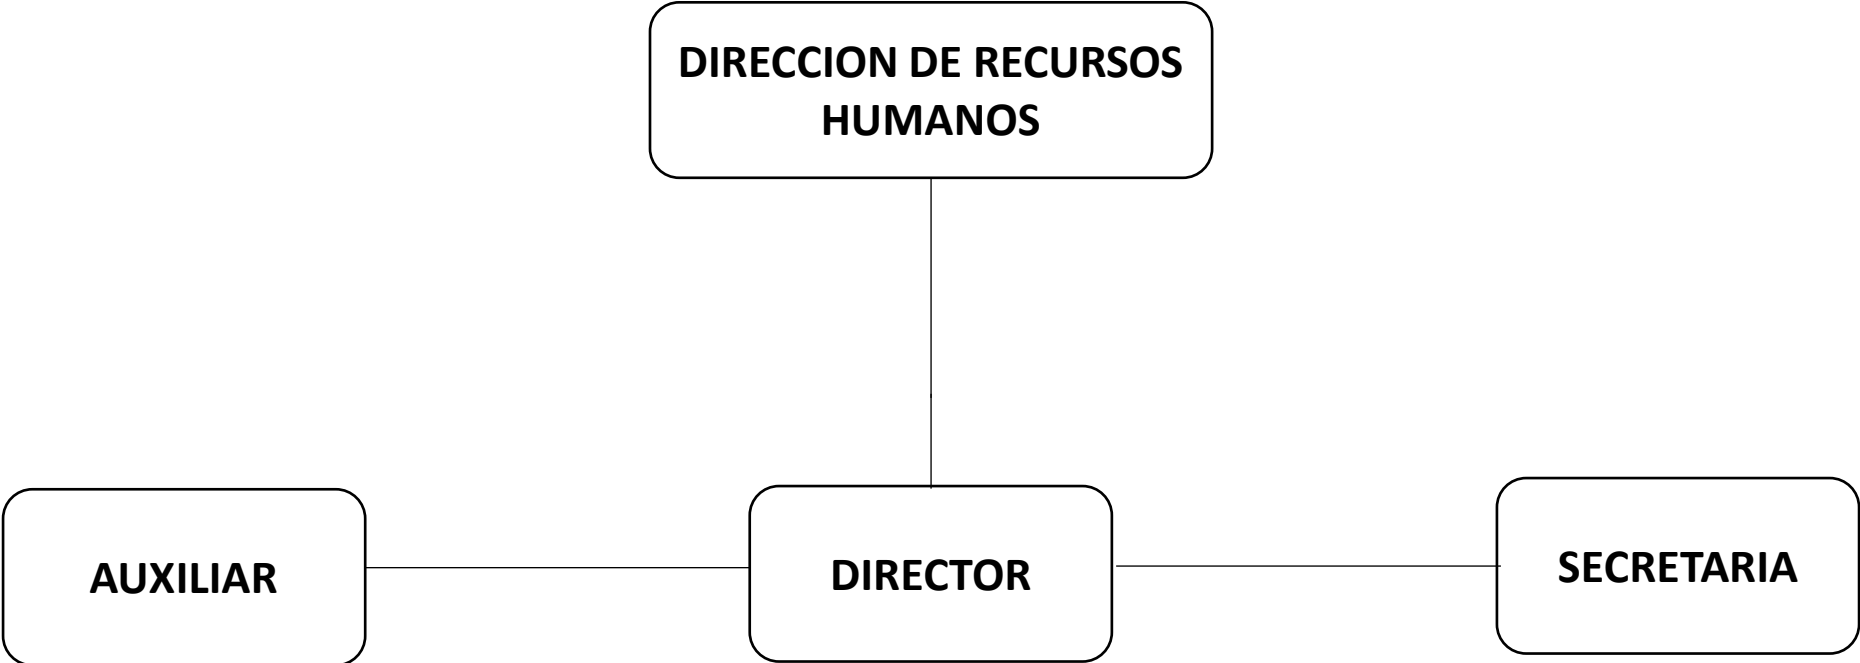 DIRECCION DE RECURSOS
HUMANOS
AUXILIAR
DIRECTOR
SECRETARIA